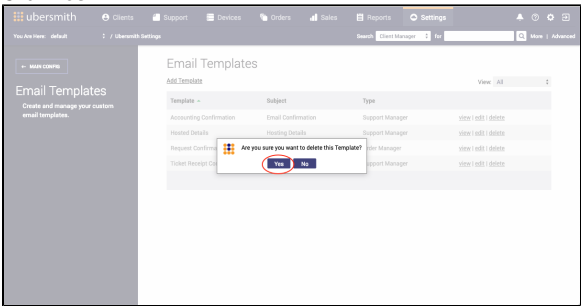 ubersmith Clients Support Devices Orders Sales Reports Settings
You Are Here: default / Ubersmith Settings Search Client Manager for More | Advanced
← MAIN CONFIG
Email Templates
Create and manage your custom
email templates.
Email Templates
Add Template View: All
Template Subject Type
Accounting Confirmation Email Confirmation Support Manager view | edit | delete
Hosted Details Hosting Details Support Manager view | edit | delete
Request Confirma Manager view | edit | delete
Ticket Receipt Support Manager view | edit | delete
Are you sure you want to delete this Template?
Yes No